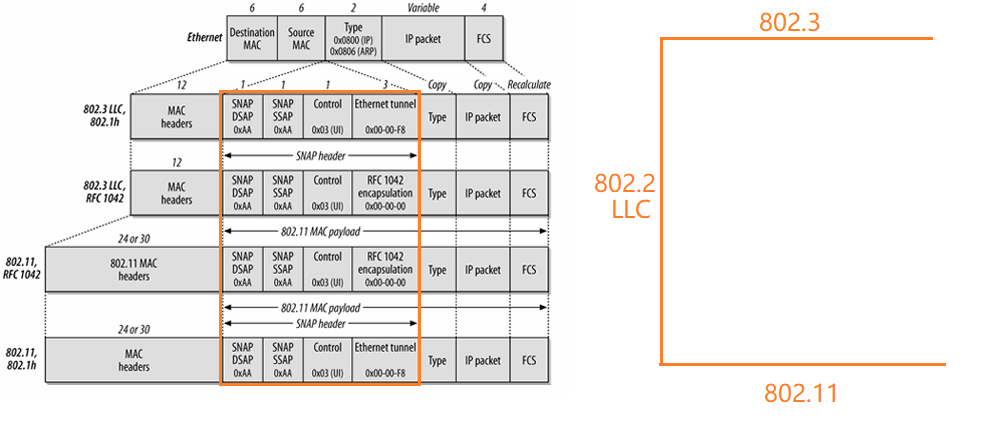 6 6 2 Variable 4
Ethernet Destination MAC Source MAC Type 0x0800 (IP) 0x0806 (ARP) IP packet FCS
12 1 1 1 3 Copy Copy Recalculate
802.3 LLC, 802.1h MAC headers SNAP DSAP 0xAA SNAP SSAP 0xAA Control 0x03 (UI) Ethernet tunnel 0x00-00-F8 Type IP packet FCS
SNAP header
12
802.3 LLC, RFC 1042 MAC headers SNAP DSAP 0xAA SNAP SSAP 0xAA Control 0x03 (UI) RFC 1042 encapsulation 0x00-00-00 Type IP packet FCS
802.11 MAC payload
24 or 30
802.11, RFC 1042 802.11 MAC headers SNAP DSAP 0xAA SNAP SSAP 0xAA Control 0x03 (UI) RFC 1042 encapsulation 0x00-00-00 Type IP packet FCS
802.11 MAC payload
24 or 30 SNAP header
802.11, 802.1h MAC headers SNAP DSAP 0xAA SNAP SSAP 0xAA Control 0x03 (UI) Ethernet tunnel 0x00-00-F8 Type IP packet FCS
802.3
802.2
LLC
802.11